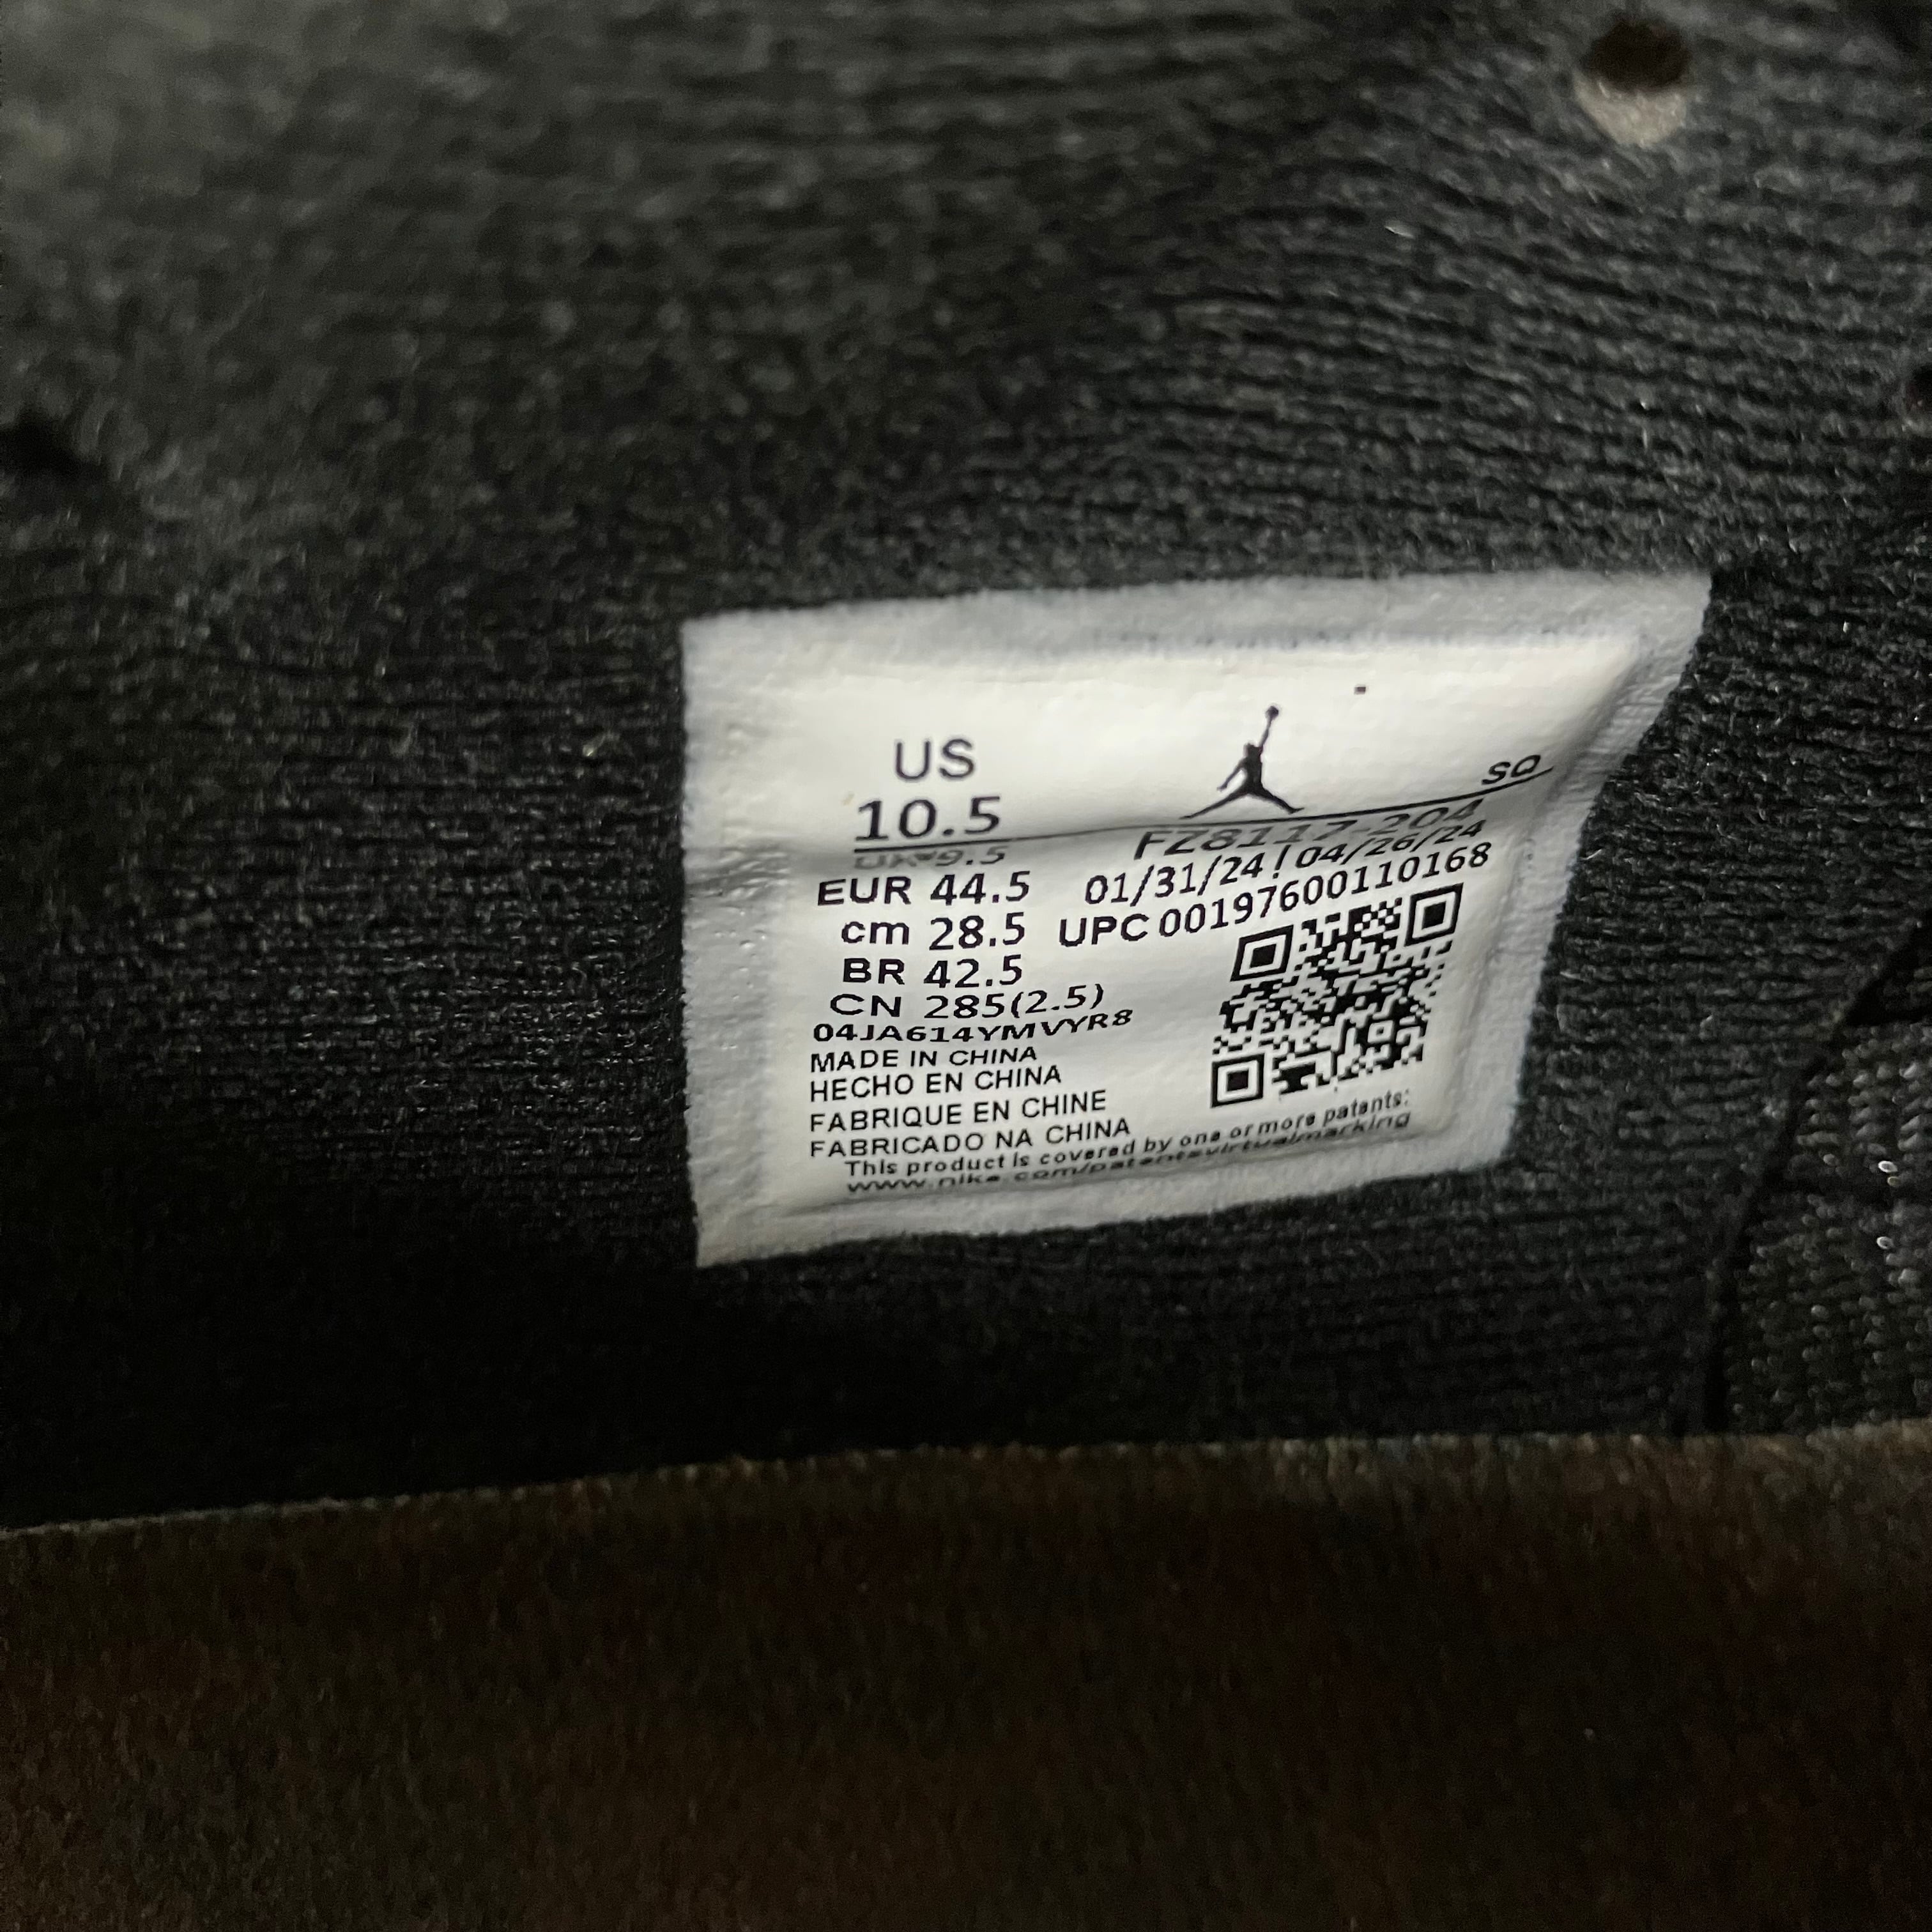 US
10.5
SQ
UK 9.5
FZ8117-204
EUR 44.5
01/31/24 ! 04/26/24
cm 28.5
UPC 00197600110168
BR 42.5
CN 285(2.5)
04JA614YMVYR8
MADE IN CHINA
HECHO EN CHINA
FABRIQUE EN CHINE
FABRICADO NA CHINA
This product is covered by one or more patents:
www.nike.com/patentsvirtualmarking